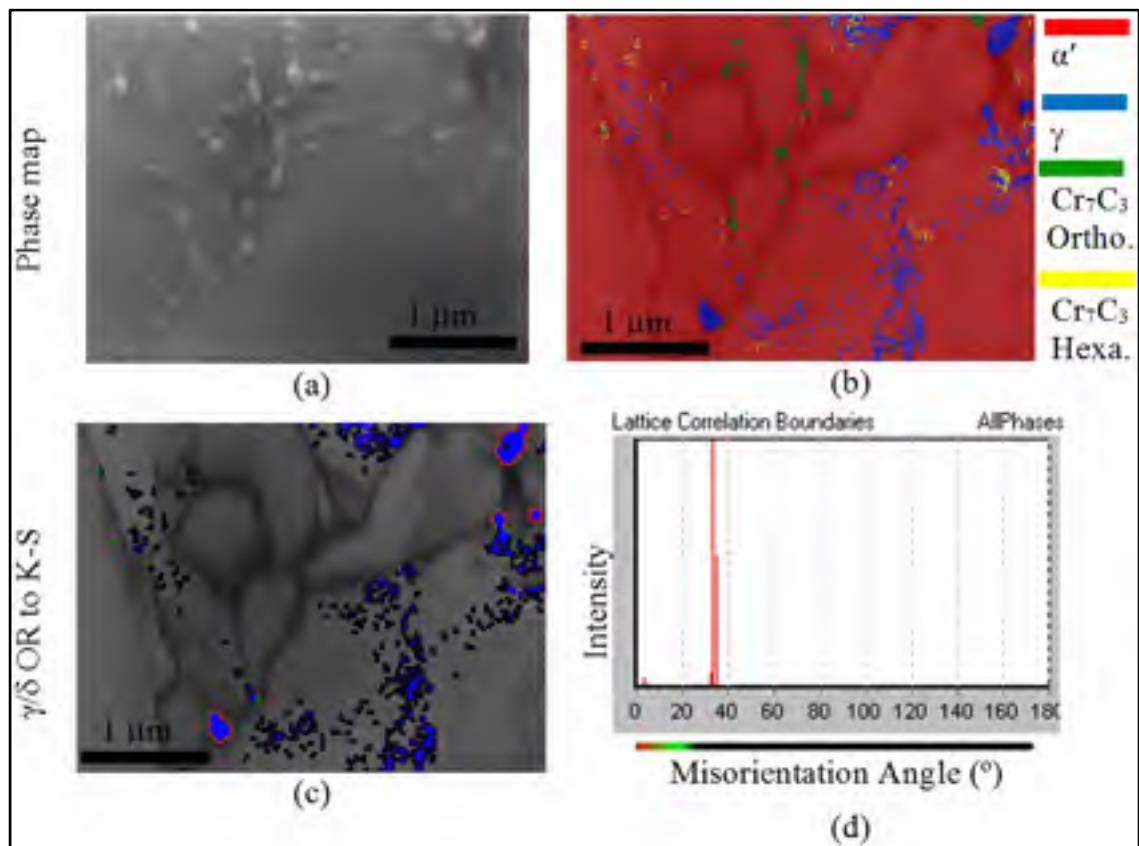 Phase map
1 μm
(a)
1 μm
(b)
α′
γ
Cr₇C₃
Ortho.
Cr₇C₃
Hexa.
γ/δ OR to K-S
1 μm
(c)
Lattice Correlation Boundaries AllPhases
Intensity
0 20 40 60 80 100 120 140 160 180
Misorientation Angle (º)
(d)